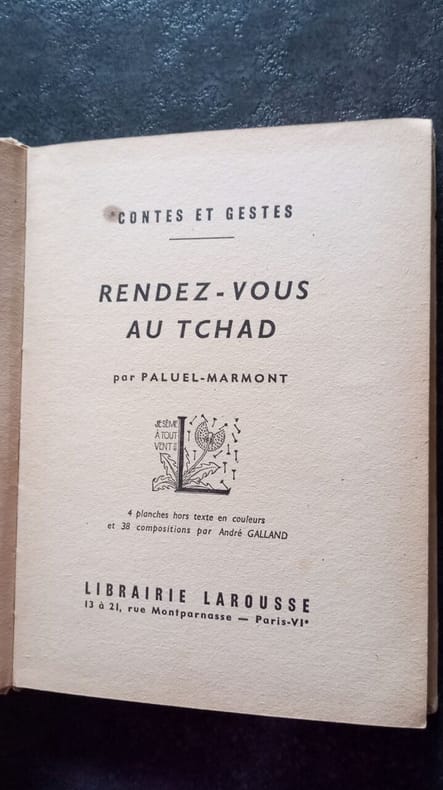 CONTES ET GESTES
RENDEZ-VOUS
AU TCHAD
par PALUEL-MARMONT
JE SÈME
À TOUT
VENT
L
4 planches hors texte en couleurs
et 38 compositions par André GALLAND
LIBRAIRIE LAROUSSE
13 à 21, rue Montparnasse — Paris-VIe